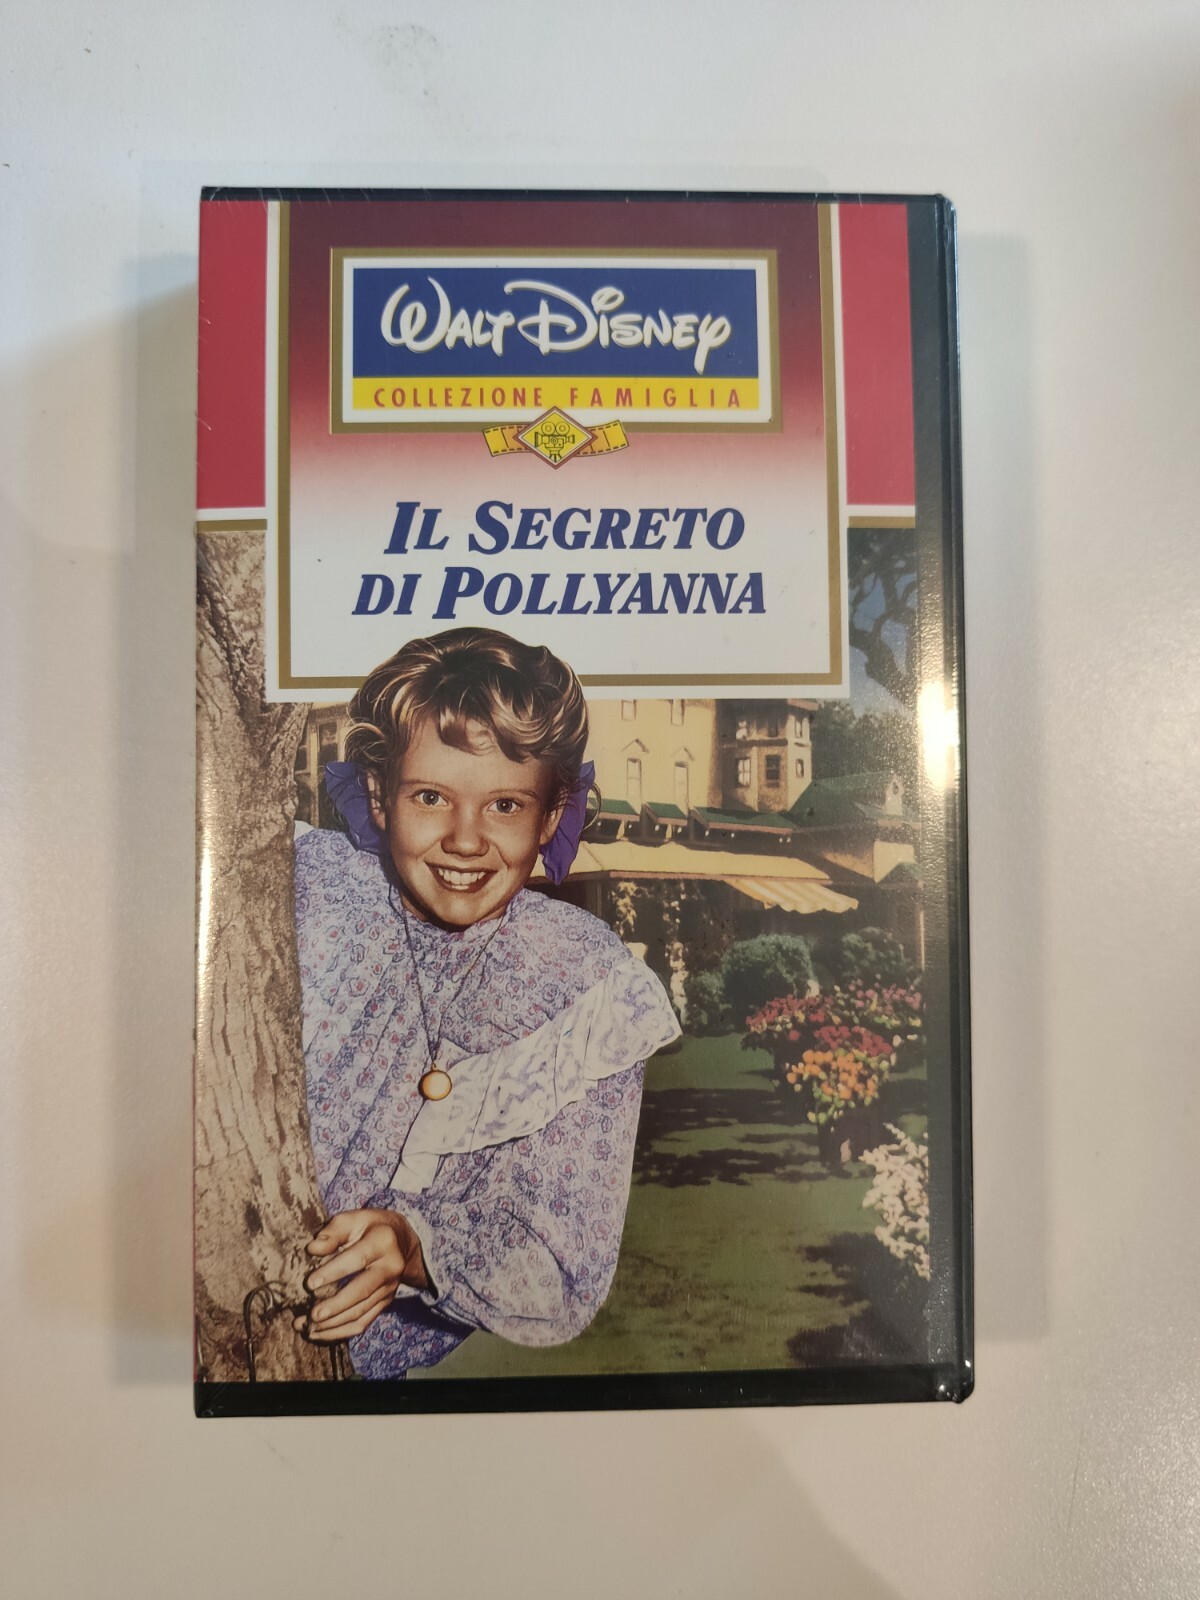 WALT DISNEY
COLLEZIONE FAMIGLIA
IL SEGRETO
DI POLLYANNA